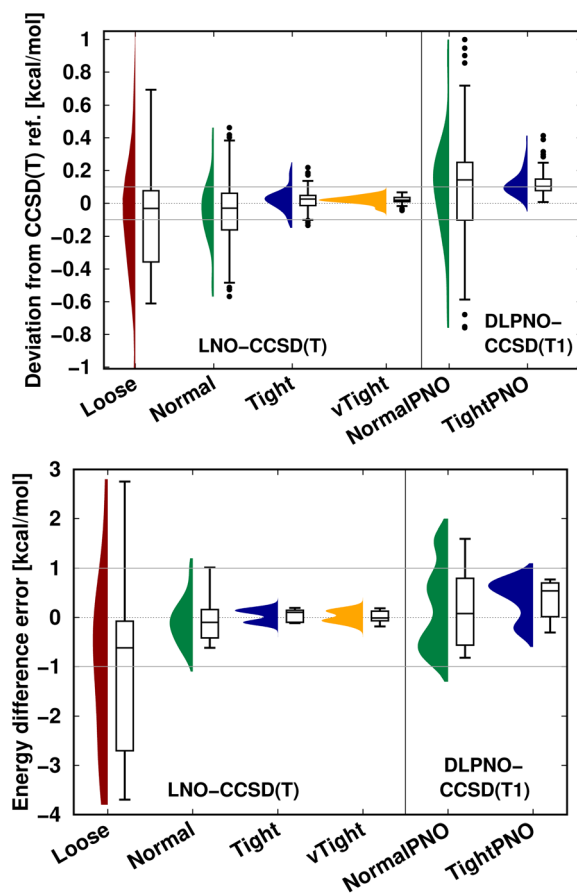 Deviation from CCSD(T) ref. [kcal/mol]
1
0.8
0.6
0.4
0.2
0
−0.2
−0.4
−0.6
−0.8
−1
LNO−CCSD(T)
DLPNO−
CCSD(T1)
Loose
Normal
Tight
vTight
NormalPNO
TightPNO
Energy difference error [kcal/mol]
3
2
1
0
−1
−2
−3
−4
LNO−CCSD(T)
DLPNO−
CCSD(T1)
Loose
Normal
Tight
vTight
NormalPNO
TightPNO